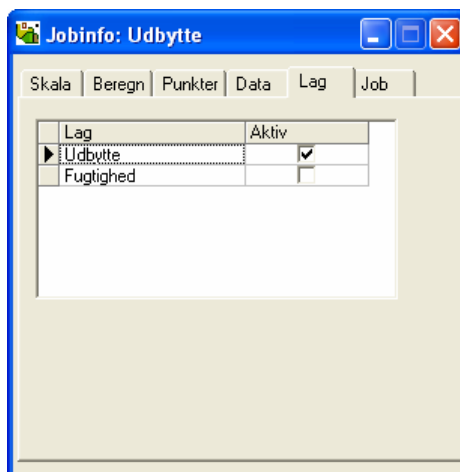 Jobinfo: Udbytte
Skala Beregn Punkter Data Lag Job
Lag Aktiv
Udbytte
Fugtighed